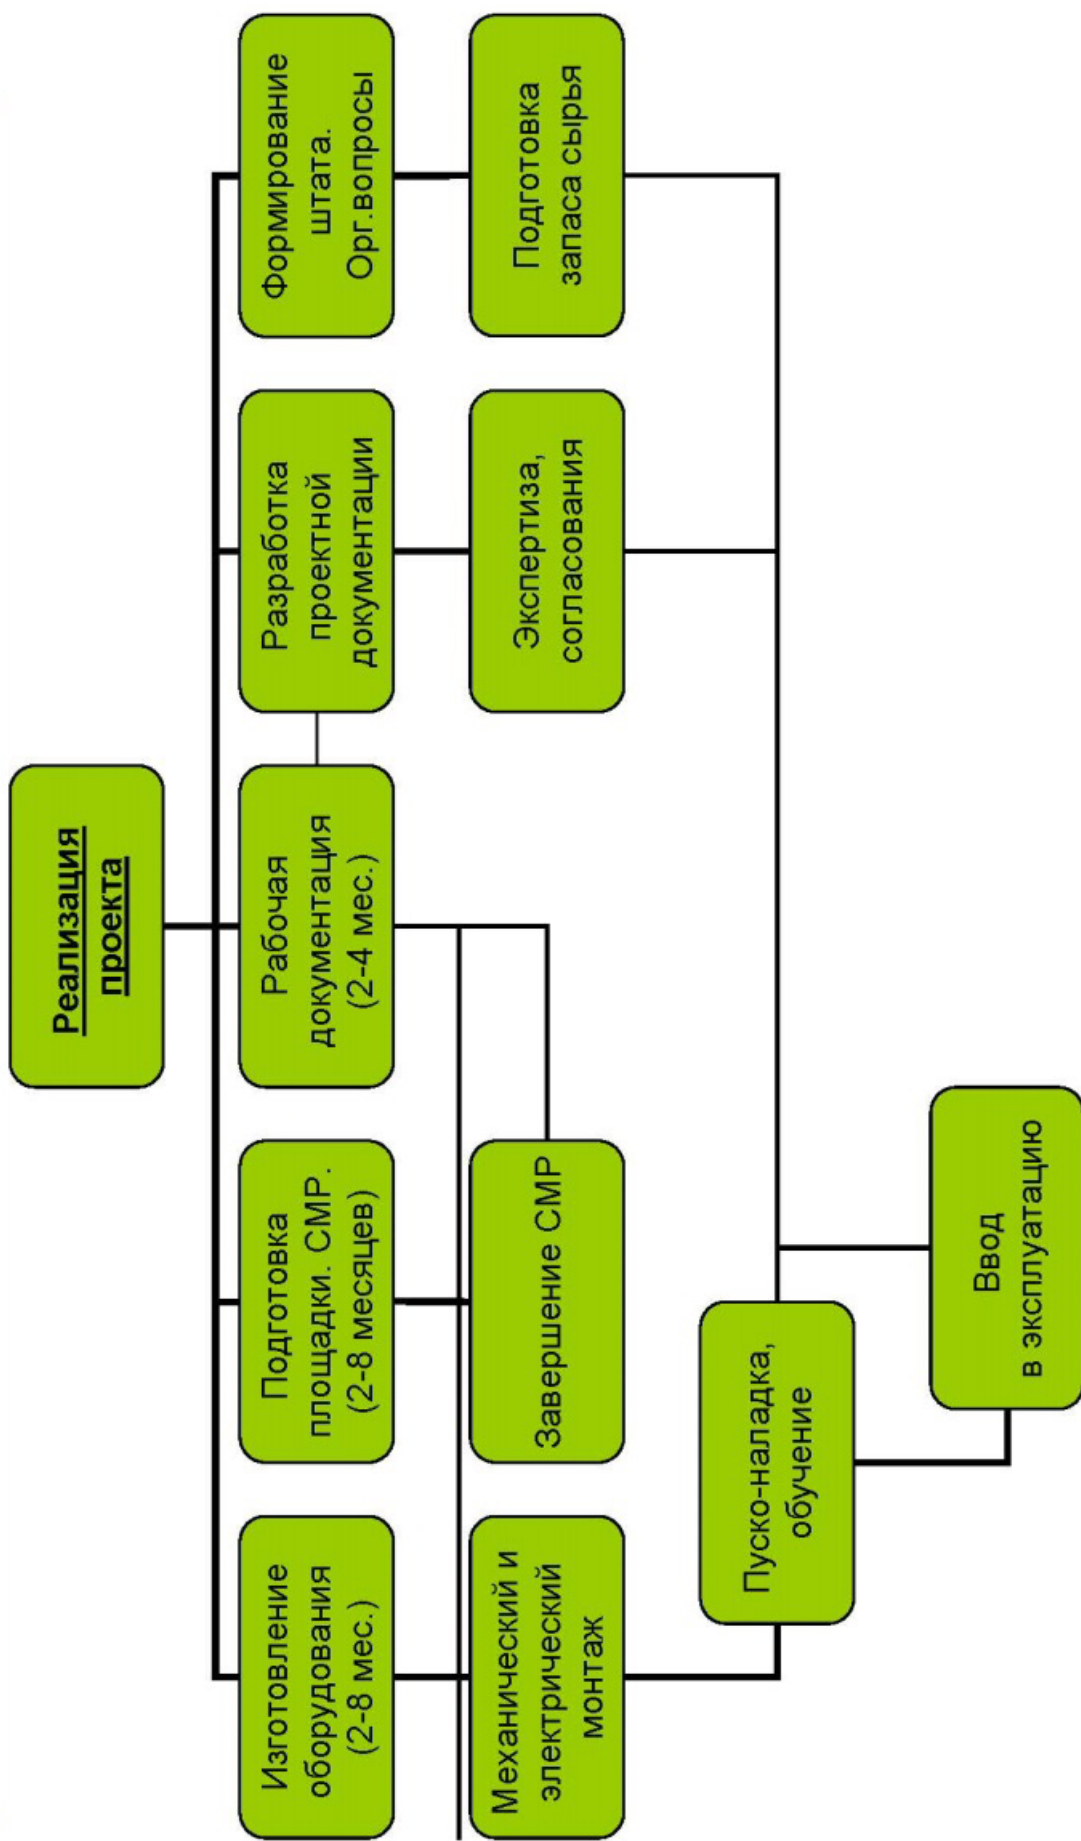 Реализация
проекта
Изготовление
оборудования
(2-8 мес.)
Подготовка
площадки. СМР.
(2-8 месяцев)
Рабочая
документация
(2-4 мес.)
Разработка
проектной
документации
Формирование
штата.
Орг.вопросы
Механический и
электрический
монтаж
Завершение СМР
Экспертиза,
согласования
Подготовка
запаса сырья
Пуско-наладка,
обучение
Ввод
в эксплуатацию